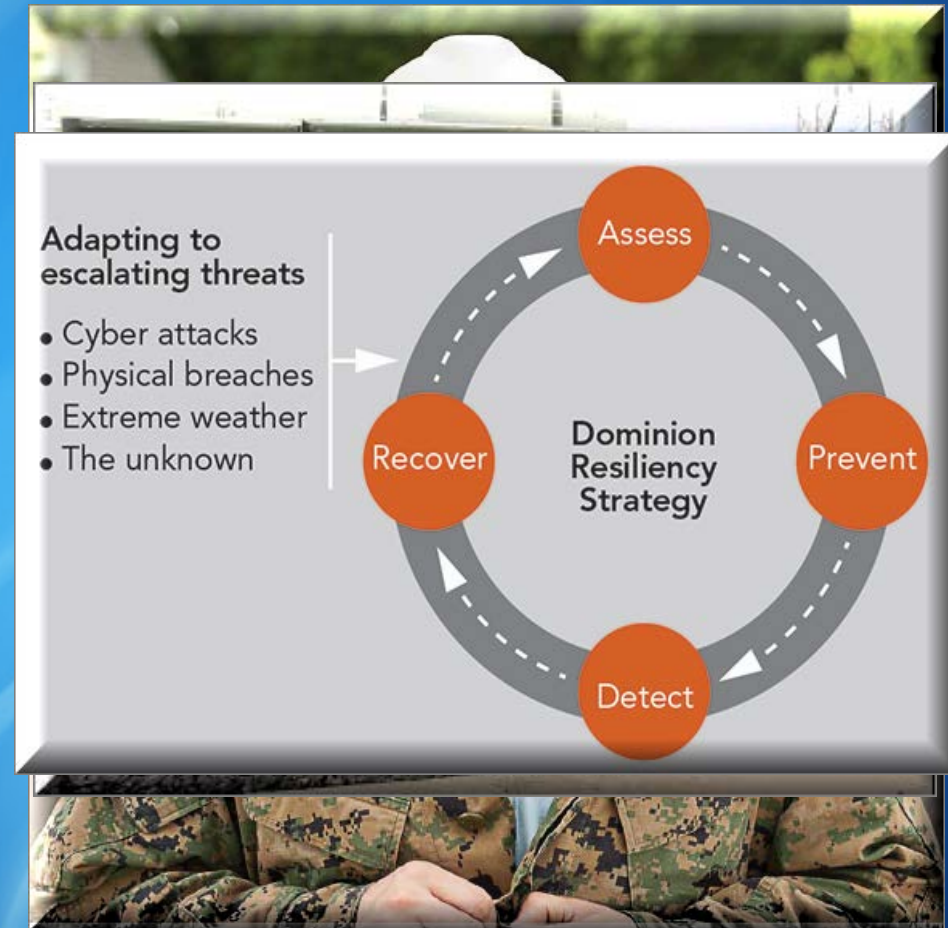 Adapting to
escalating threats
• Cyber attacks
• Physical breaches
• Extreme weather
• The unknown
Assess
Prevent
Detect
Recover
Dominion
Resiliency
Strategy